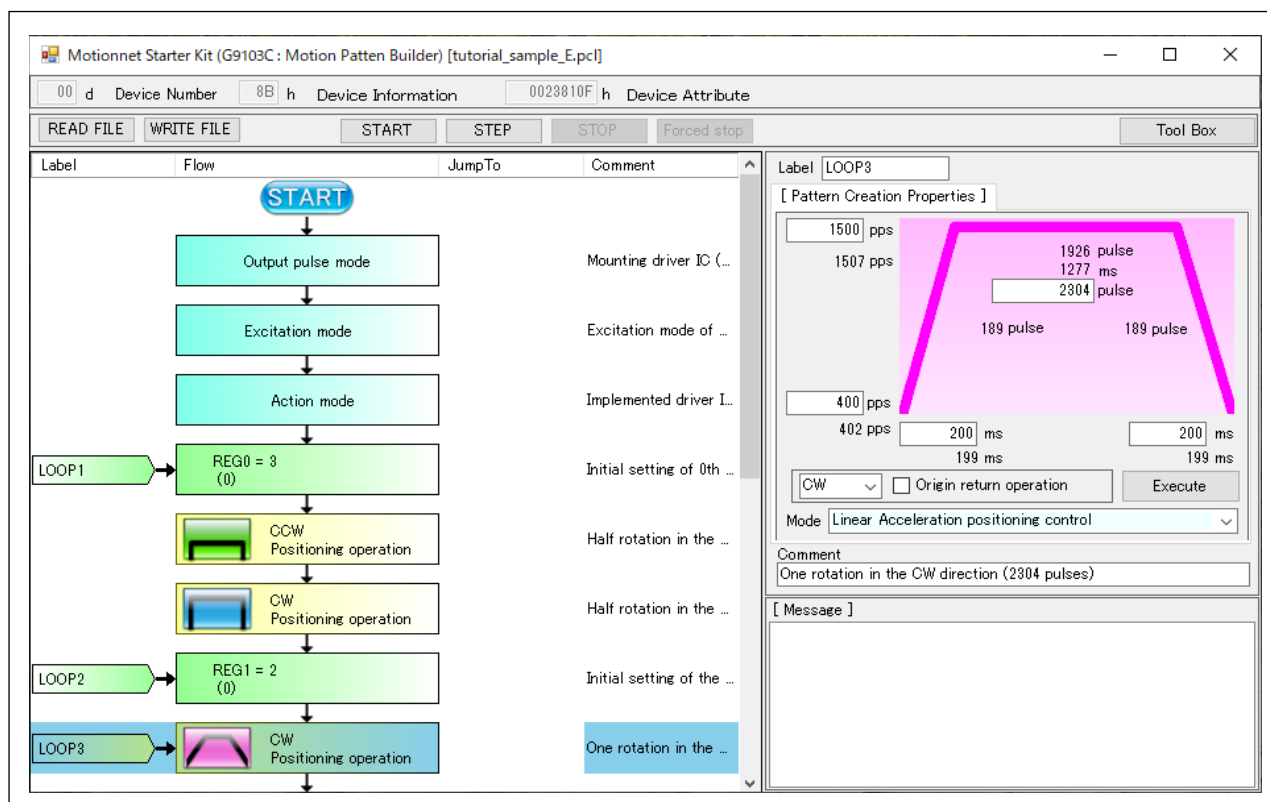 Motionnet Starter Kit (G9103C : Motion Patten Builder) [tutorial_sample_E.pcl]
00 d Device Number 8B h Device Information 0023810F h Device Attribute
READ FILE WRITE FILE START STEP STOP Forced stop Tool Box
Label Flow JumpTo Comment
START
Output pulse mode Mounting driver IC (...
Excitation mode Excitation mode of ...
Action mode Implemented driver I...
LOOP1 REG0 = 3 Initial setting of 0th ...
(0)
CCW
Positioning operation Half rotation in the ...
CW
Positioning operation Half rotation in the ...
LOOP2 REG1 = 2 Initial setting of the ...
(0)
LOOP3 CW One rotation in the ...
Positioning operation
Label LOOP3
[ Pattern Creation Properties ]
1500 pps
1507 pps
1926 pulse
1277 ms
2304 pulse
189 pulse 189 pulse
400 pps
402 pps
200 ms 200 ms
199 ms 199 ms
CW Origin return operation Execute
Mode Linear Acceleration positioning control
Comment
One rotation in the CW direction (2304 pulses)
[ Message ]